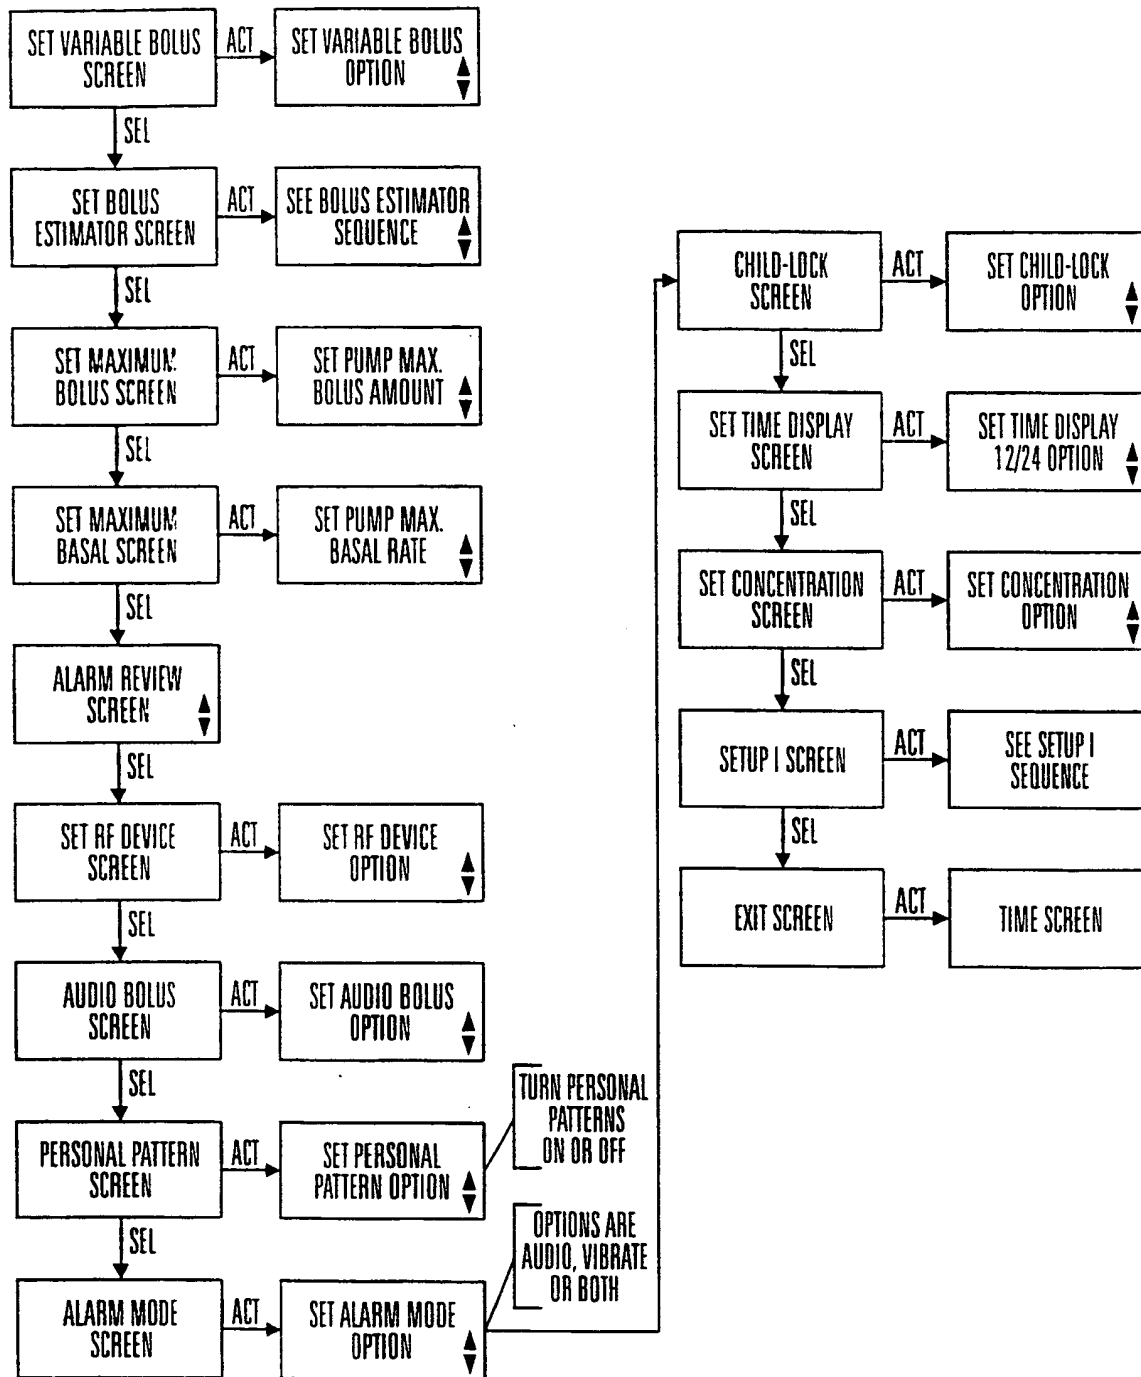 SET VARIABLE BOLUS
SCREEN
ACT
SET VARIABLE BOLUS
OPTION
SEL
SET BOLUS
ESTIMATOR SCREEN
ACT
SEE BOLUS ESTIMATOR
SEQUENCE
SEL
SET MAXIMUM
BOLUS SCREEN
ACT
SET PUMP MAX.
BOLUS AMOUNT
SEL
SET MAXIMUM
BASAL SCREEN
ACT
SET PUMP MAX.
BASAL RATE
SEL
ALARM REVIEW
SCREEN
SEL
SET RF DEVICE
SCREEN
ACT
SET RF DEVICE
OPTION
SEL
AUDIO BOLUS
SCREEN
ACT
SET AUDIO BOLUS
OPTION
SEL
PERSONAL PATTERN
SCREEN
ACT
SET PERSONAL
PATTERN OPTION
TURN PERSONAL
PATTERNS
ON OR OFF
SEL
ALARM MODE
SCREEN
ACT
SET ALARM MODE
OPTION
OPTIONS ARE
AUDIO, VIBRATE
OR BOTH
CHILD-LOCK
SCREEN
ACT
SET CHILD-LOCK
OPTION
SEL
SET TIME DISPLAY
SCREEN
ACT
SET TIME DISPLAY
12/24 OPTION
SEL
SET CONCENTRATION
SCREEN
ACT
SET CONCENTRATION
OPTION
SEL
SETUP I SCREEN
ACT
SEE SETUP I
SEQUENCE
SEL
EXIT SCREEN
ACT
TIME SCREEN